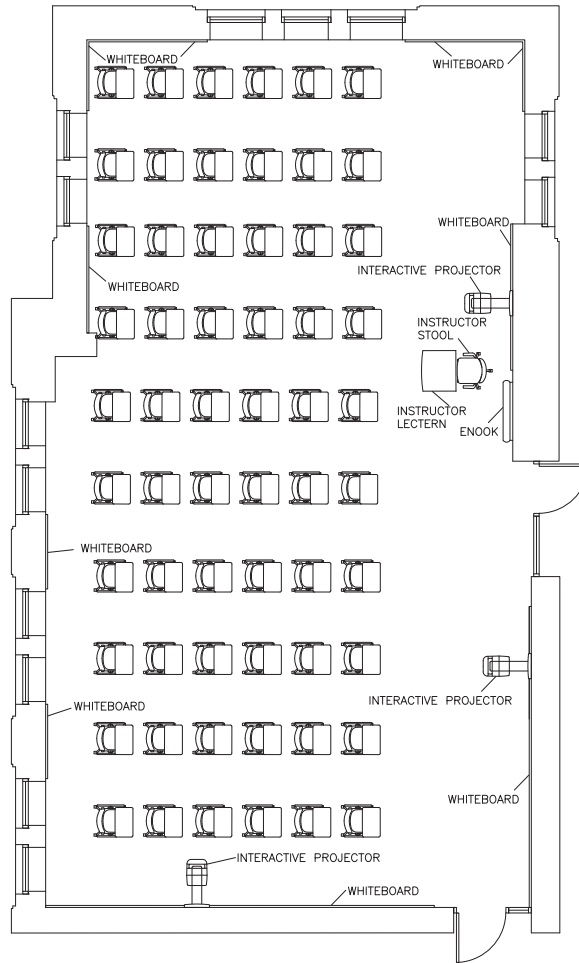 WHITEBOARD
WHITEBOARD
WHITEBOARD
INTERACTIVE PROJECTOR
WHITEBOARD
INSTRUCTOR
STOOL
INSTRUCTOR
LECTERN
ENOOK
WHITEBOARD
INTERACTIVE PROJECTOR
WHITEBOARD
WHITEBOARD
INTERACTIVE PROJECTOR
WHITEBOARD